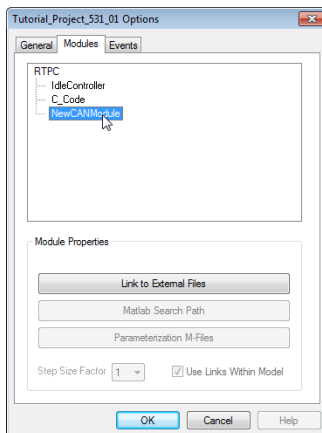 Tutorial_Project_531_01 Options
General Modules Events
RTPC
IdleController
C_Code
NewCANModule
Module Properties
Link to External Files
Matlab Search Path
Parameterization M-Files
Step Size Factor 1 Use Links Within Model
OK Cancel Help